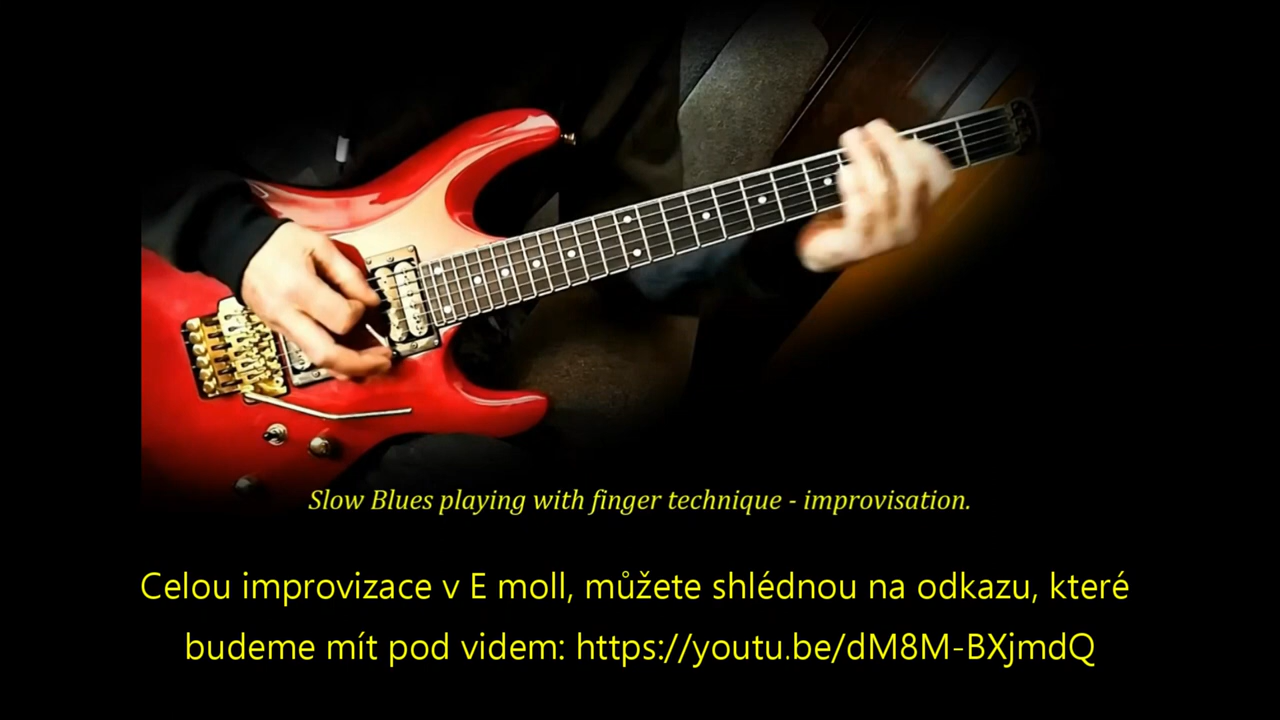 Slow Blues playing with finger technique - improvisation.
Celou improvizace v E moll, můžete shlédnou na odkazu, které
budeme mít pod videm: https://youtu.be/dM8M-BXjmdQ